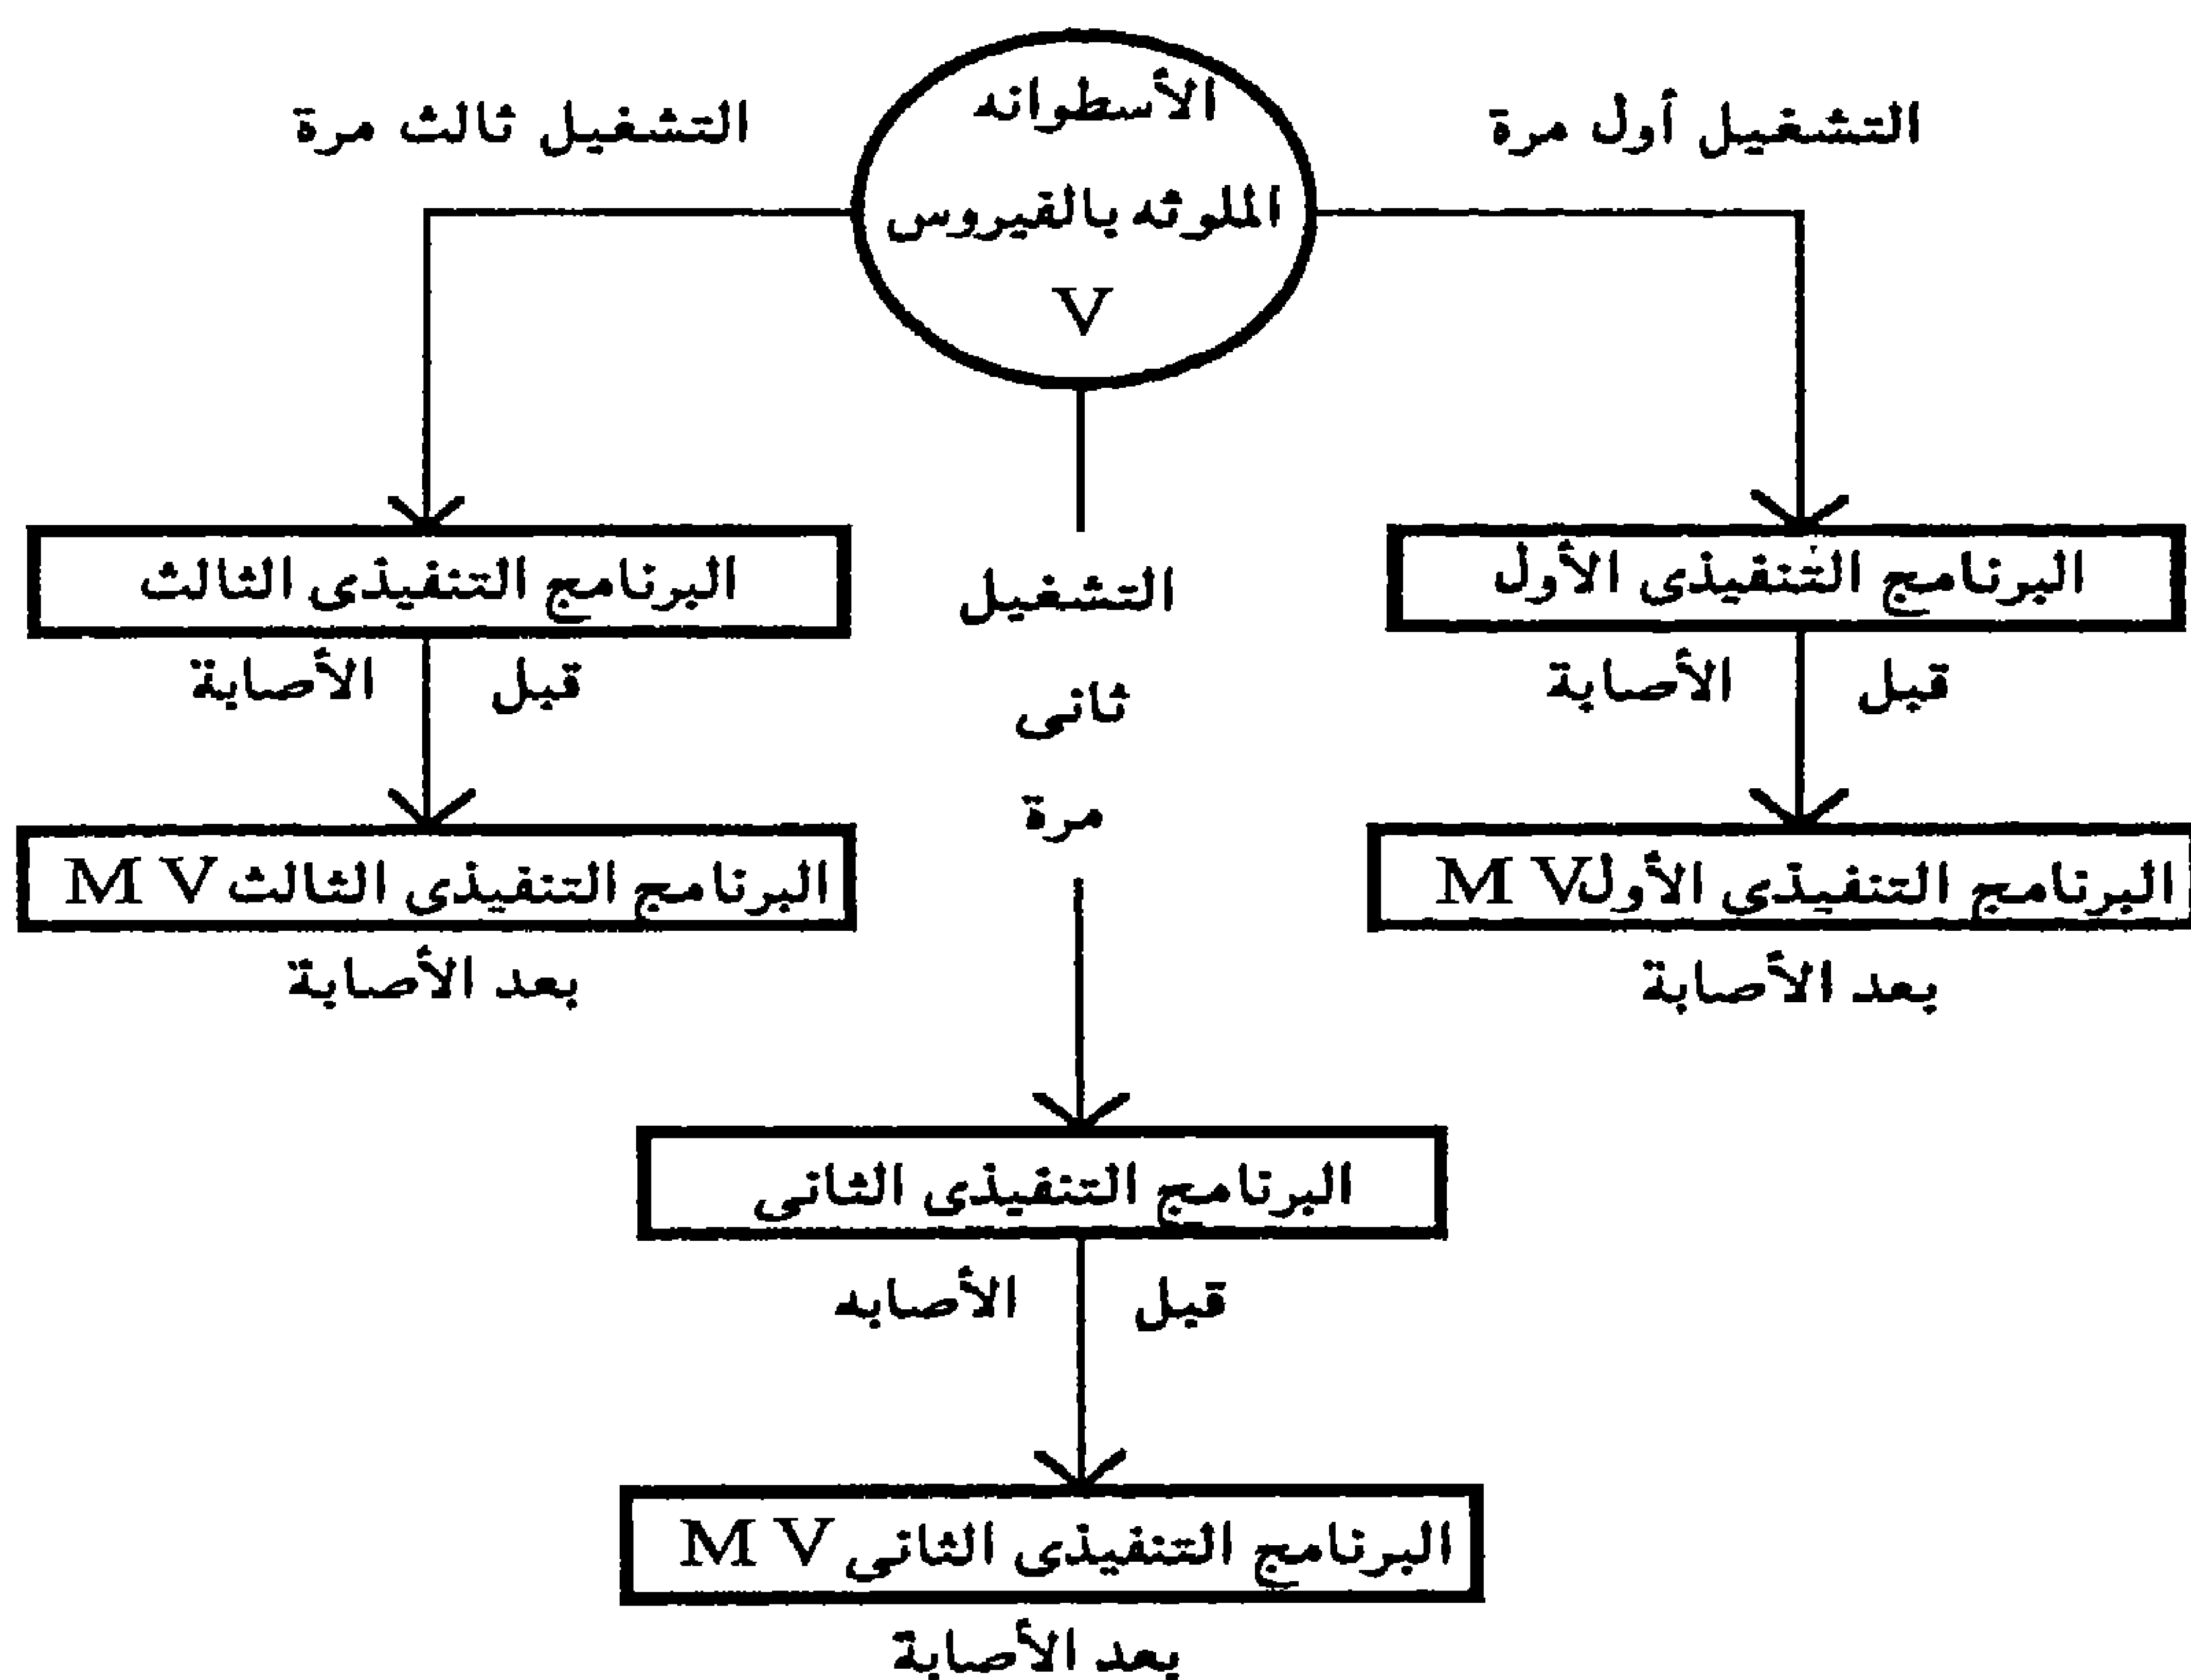 الأسطوانه
الملوثه بالفيروس
V
التشغيل أول مرة
البرنامج التنفيذى الأول
قبل الأصابة
البرنامج التنفيذى الأول M V
بعد الأصابة
التشغيل
ثانى
مرة
البرنامج التنفيذى الثانى
قبل الأصابه
البرنامج التنفيذى الثانى M V
بعد الأصابة
التشغيل ثالث مرة
البرنامج التنفيذى الثالث
قبل الأصابة
البرنامج التنفيذى الثالث M V
بعد الأصابة